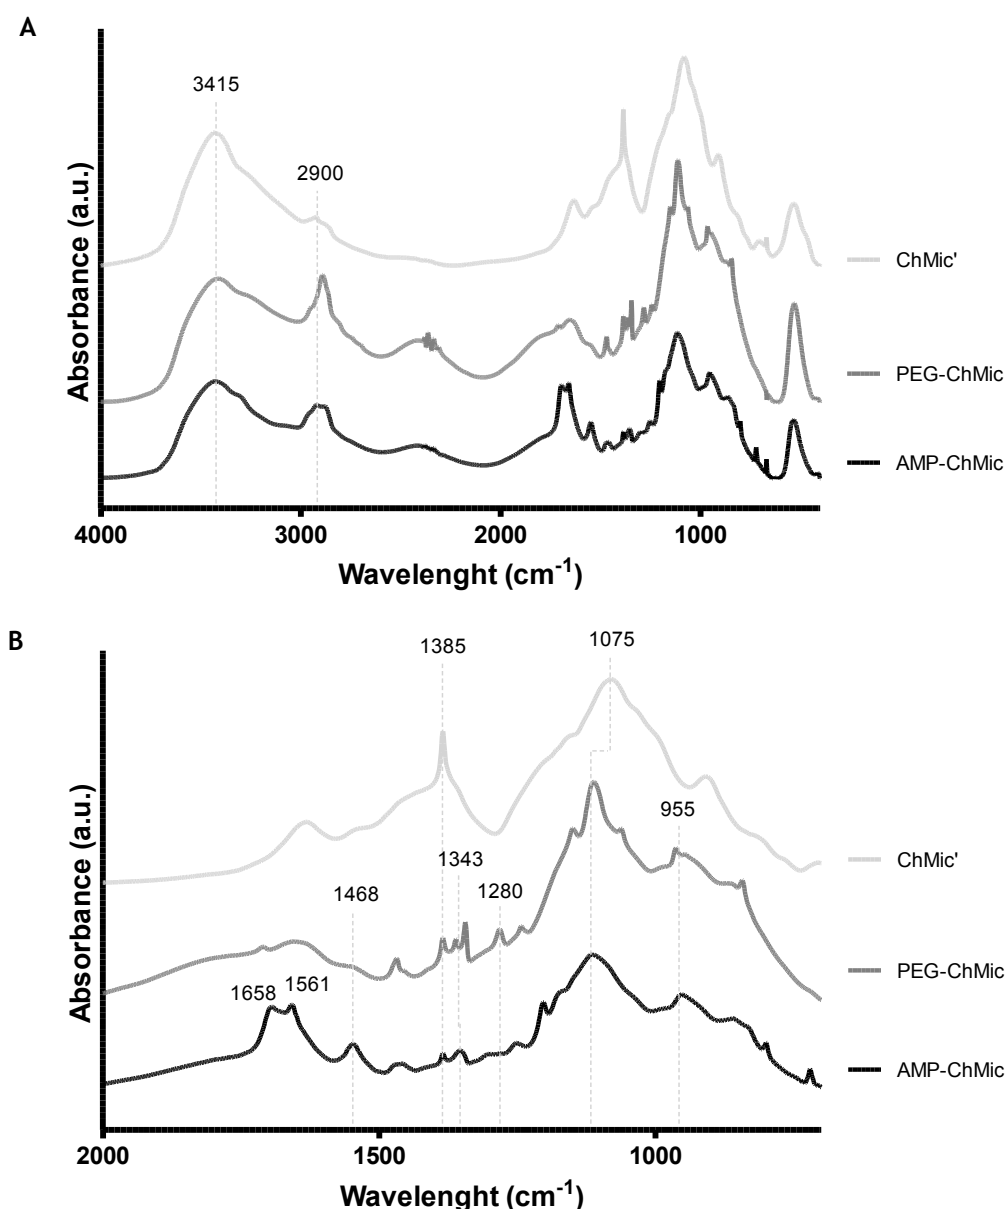 A
3415
2900
Absorbance (a.u.)
ChMic'
PEG-ChMic
AMP-ChMic
4000 3000 2000 1000
Wavelenght (cm-1)
B
1385 1075
955
1343
1468 1280
1658 1561
Absorbance (a.u.)
ChMic'
PEG-ChMic
AMP-ChMic
2000 1500 1000
Wavelenght (cm-1)